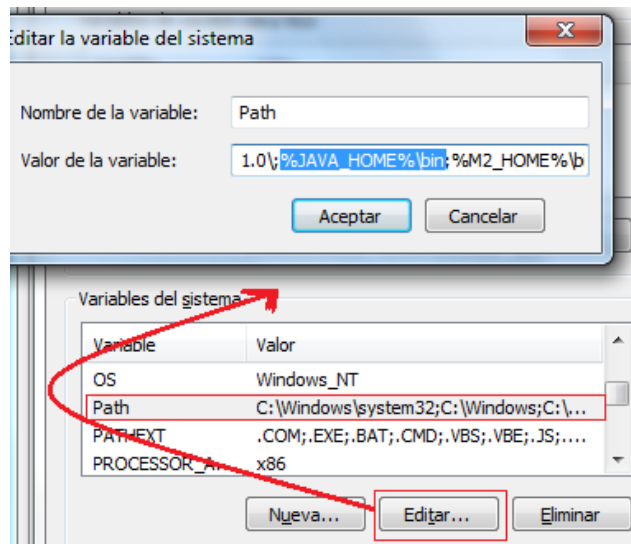 Editar la variable del sistema
Nombre de la variable: Path
Valor de la variable: 1.0\;%JAVA_HOME%\bin;%M2_HOME%\b
Aceptar Cancelar
Variables del sistema
Variable Valor
OS Windows_NT
Path C:\Windows\system32;C:\Windows;C:\...
PATHEXT .COM;.EXE;.BAT;.CMD;.VBS;.VBE;.JS;....
PROCESSOR_A. x86
Nueva... Editar... Eliminar